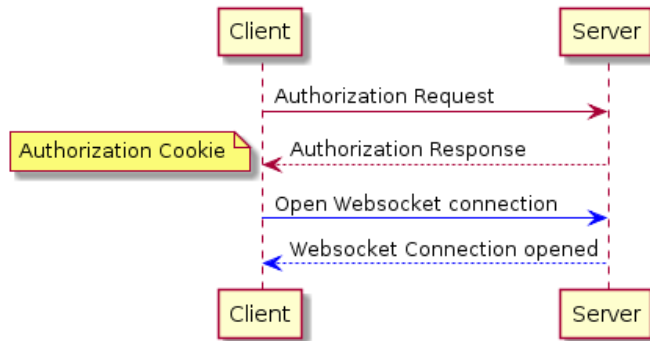 Client Server
Authorization Request
Authorization Cookie Authorization Response
Open Websocket connection
Websocket Connection opened
Client Server